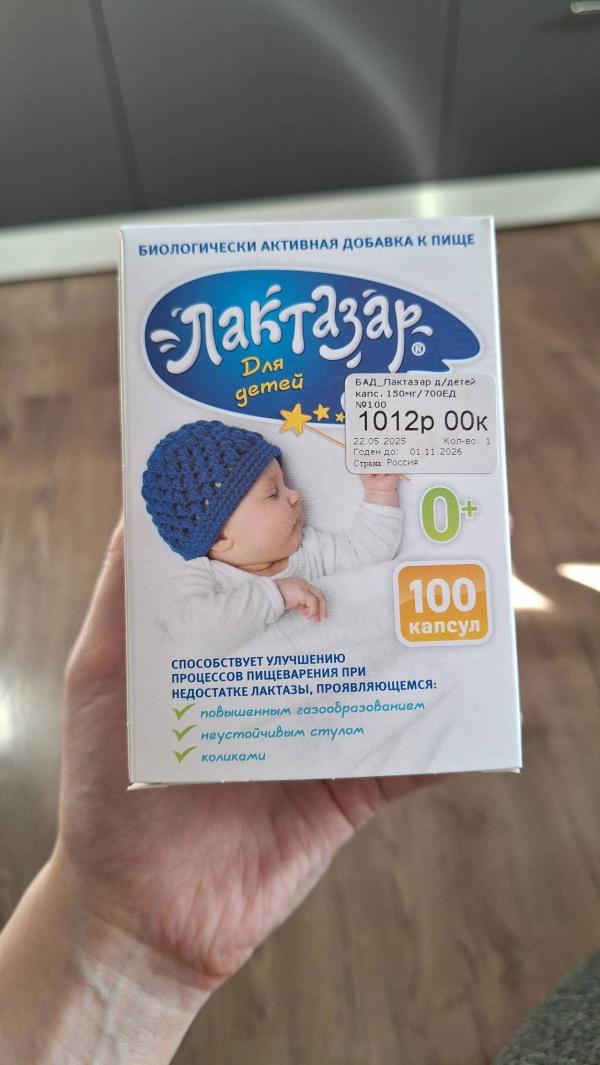 БИОЛОГИЧЕСКИ АКТИВНАЯ ДОБАВКА К ПИЩЕ
Лактазар®
Для
детей
БАД_Лактазар д/детей
капс. 150мг/700ЕД
№100
1012р 00к
22.05.2025 Кол-во: 1
Годен до: 01.11.2026
Страна Россия
0+
100
капсул
СПОСОБСТВУЕТ УЛУЧШЕНИЮ
ПРОЦЕССОВ ПИЩЕВАРЕНИЯ ПРИ
НЕДОСТАТКЕ ЛАКТАЗЫ, ПРОЯВЛЯЮЩЕМСЯ:
повышенным газообразованием
неустойчивым стулом
коликами